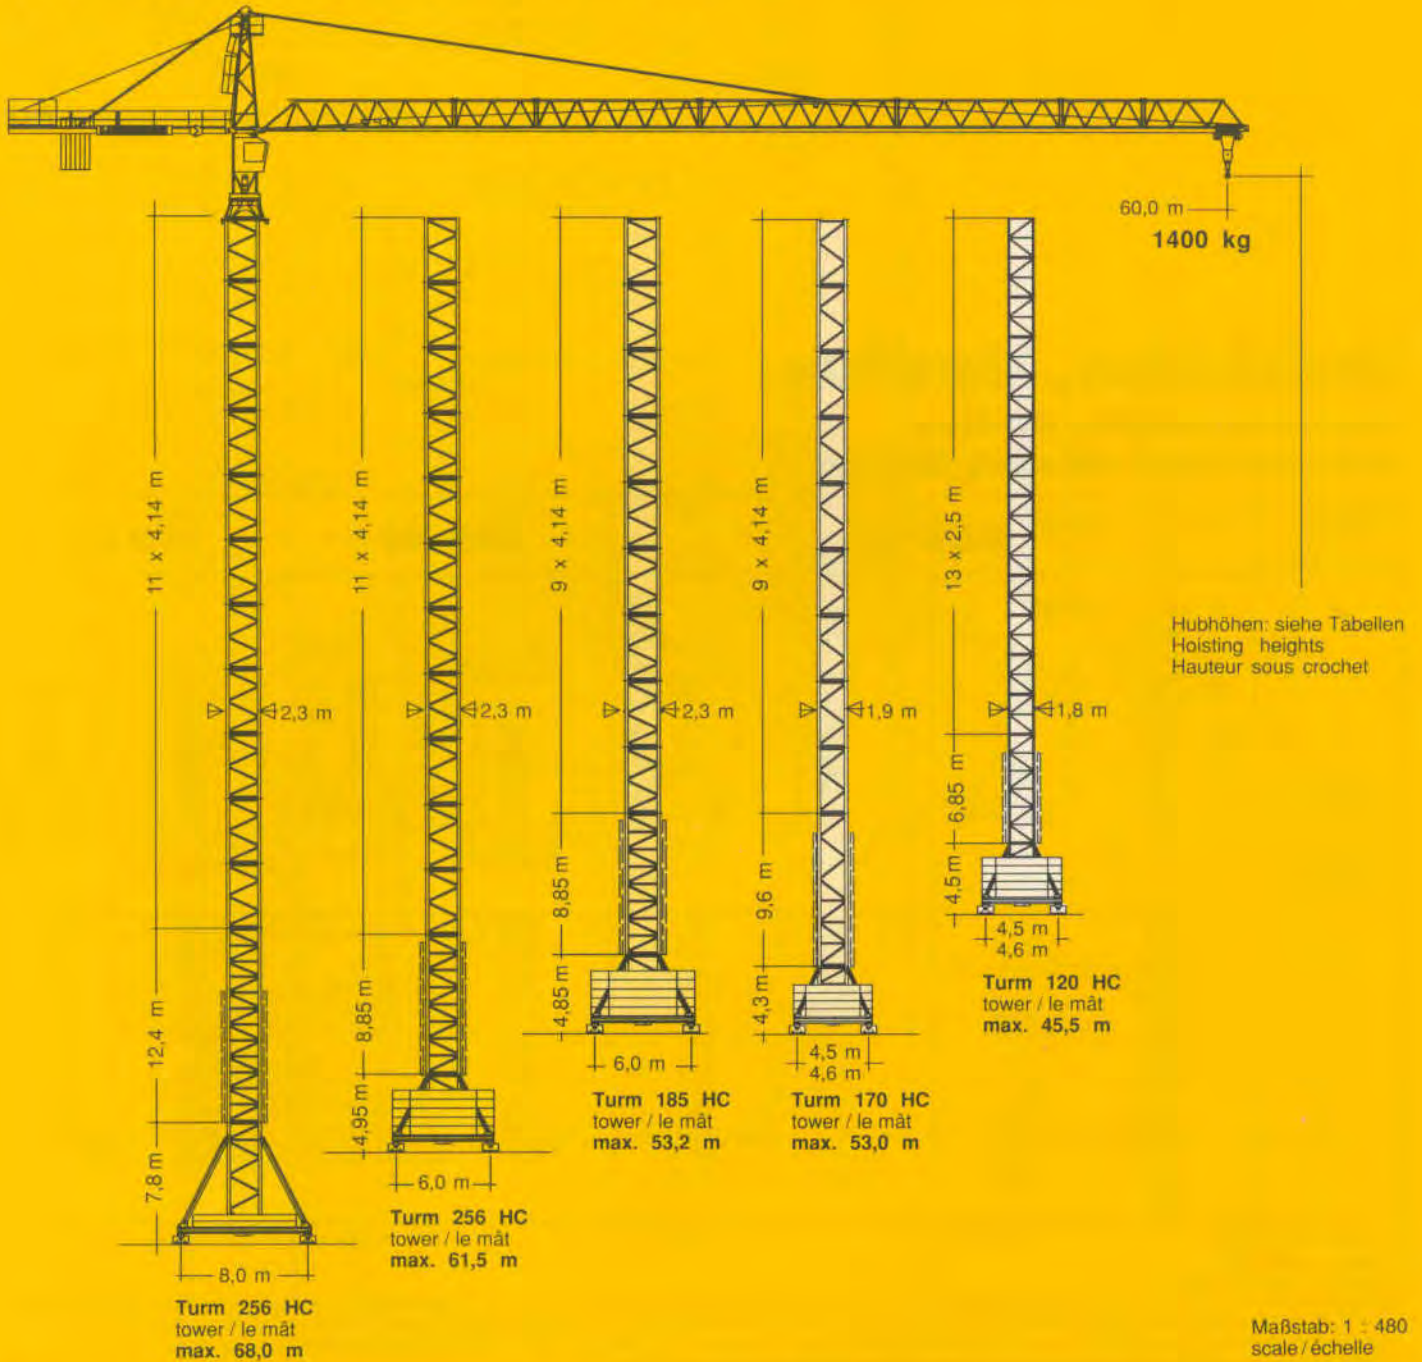 60,0 m
1400 kg
11 x 4,14 m
11 x 4,14 m
9 x 4,14 m
9 x 4,14 m
13 x 2,5 m
Hubhöhen: siehe Tabellen
Hoisting heights
Hauteur sous crochet
2,3 m
2,3 m
2,3 m
1,9 m
1,8 m
12,4 m
8,85 m
8,85 m
9,6 m
6,85 m
7,8 m
4,95 m
4,85 m
4,3 m
4,5 m
8,0 m
Turm 256 HC
tower / le mât
max. 68,0 m
6,0 m
Turm 256 HC
tower / le mât
max. 61,5 m
6,0 m
Turm 185 HC
tower / le mât
max. 53,2 m
4,5 m
4,6 m
Turm 170 HC
tower / le mât
max. 53,0 m
4,5 m
4,6 m
Turm 120 HC
tower / le mât
max. 45,5 m
Maßstab: 1 : 480
scale / échelle